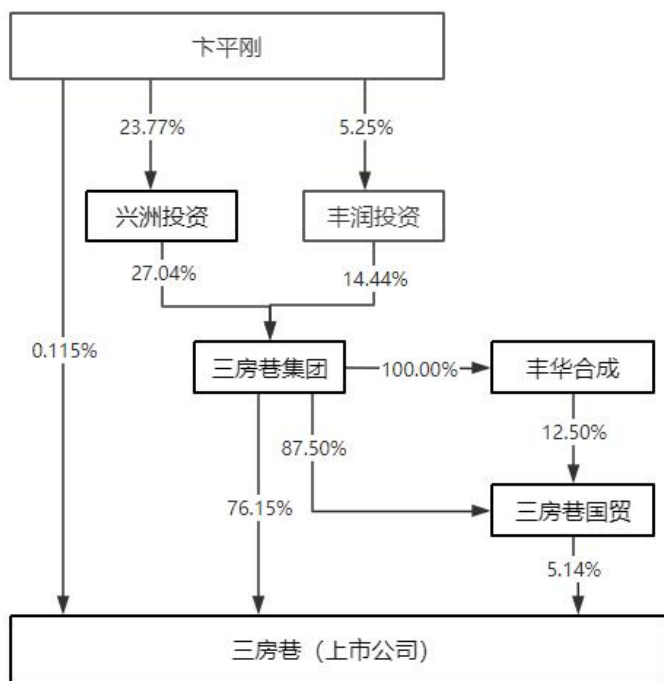 卞平刚
23.77%
5.25%
兴洲投资
丰润投资
27.04%
14.44%
0.115%
三房巷集团
100.00%
丰华合成
87.50%
12.50%
76.15%
三房巷国贸
5.14%
三房巷（上市公司）